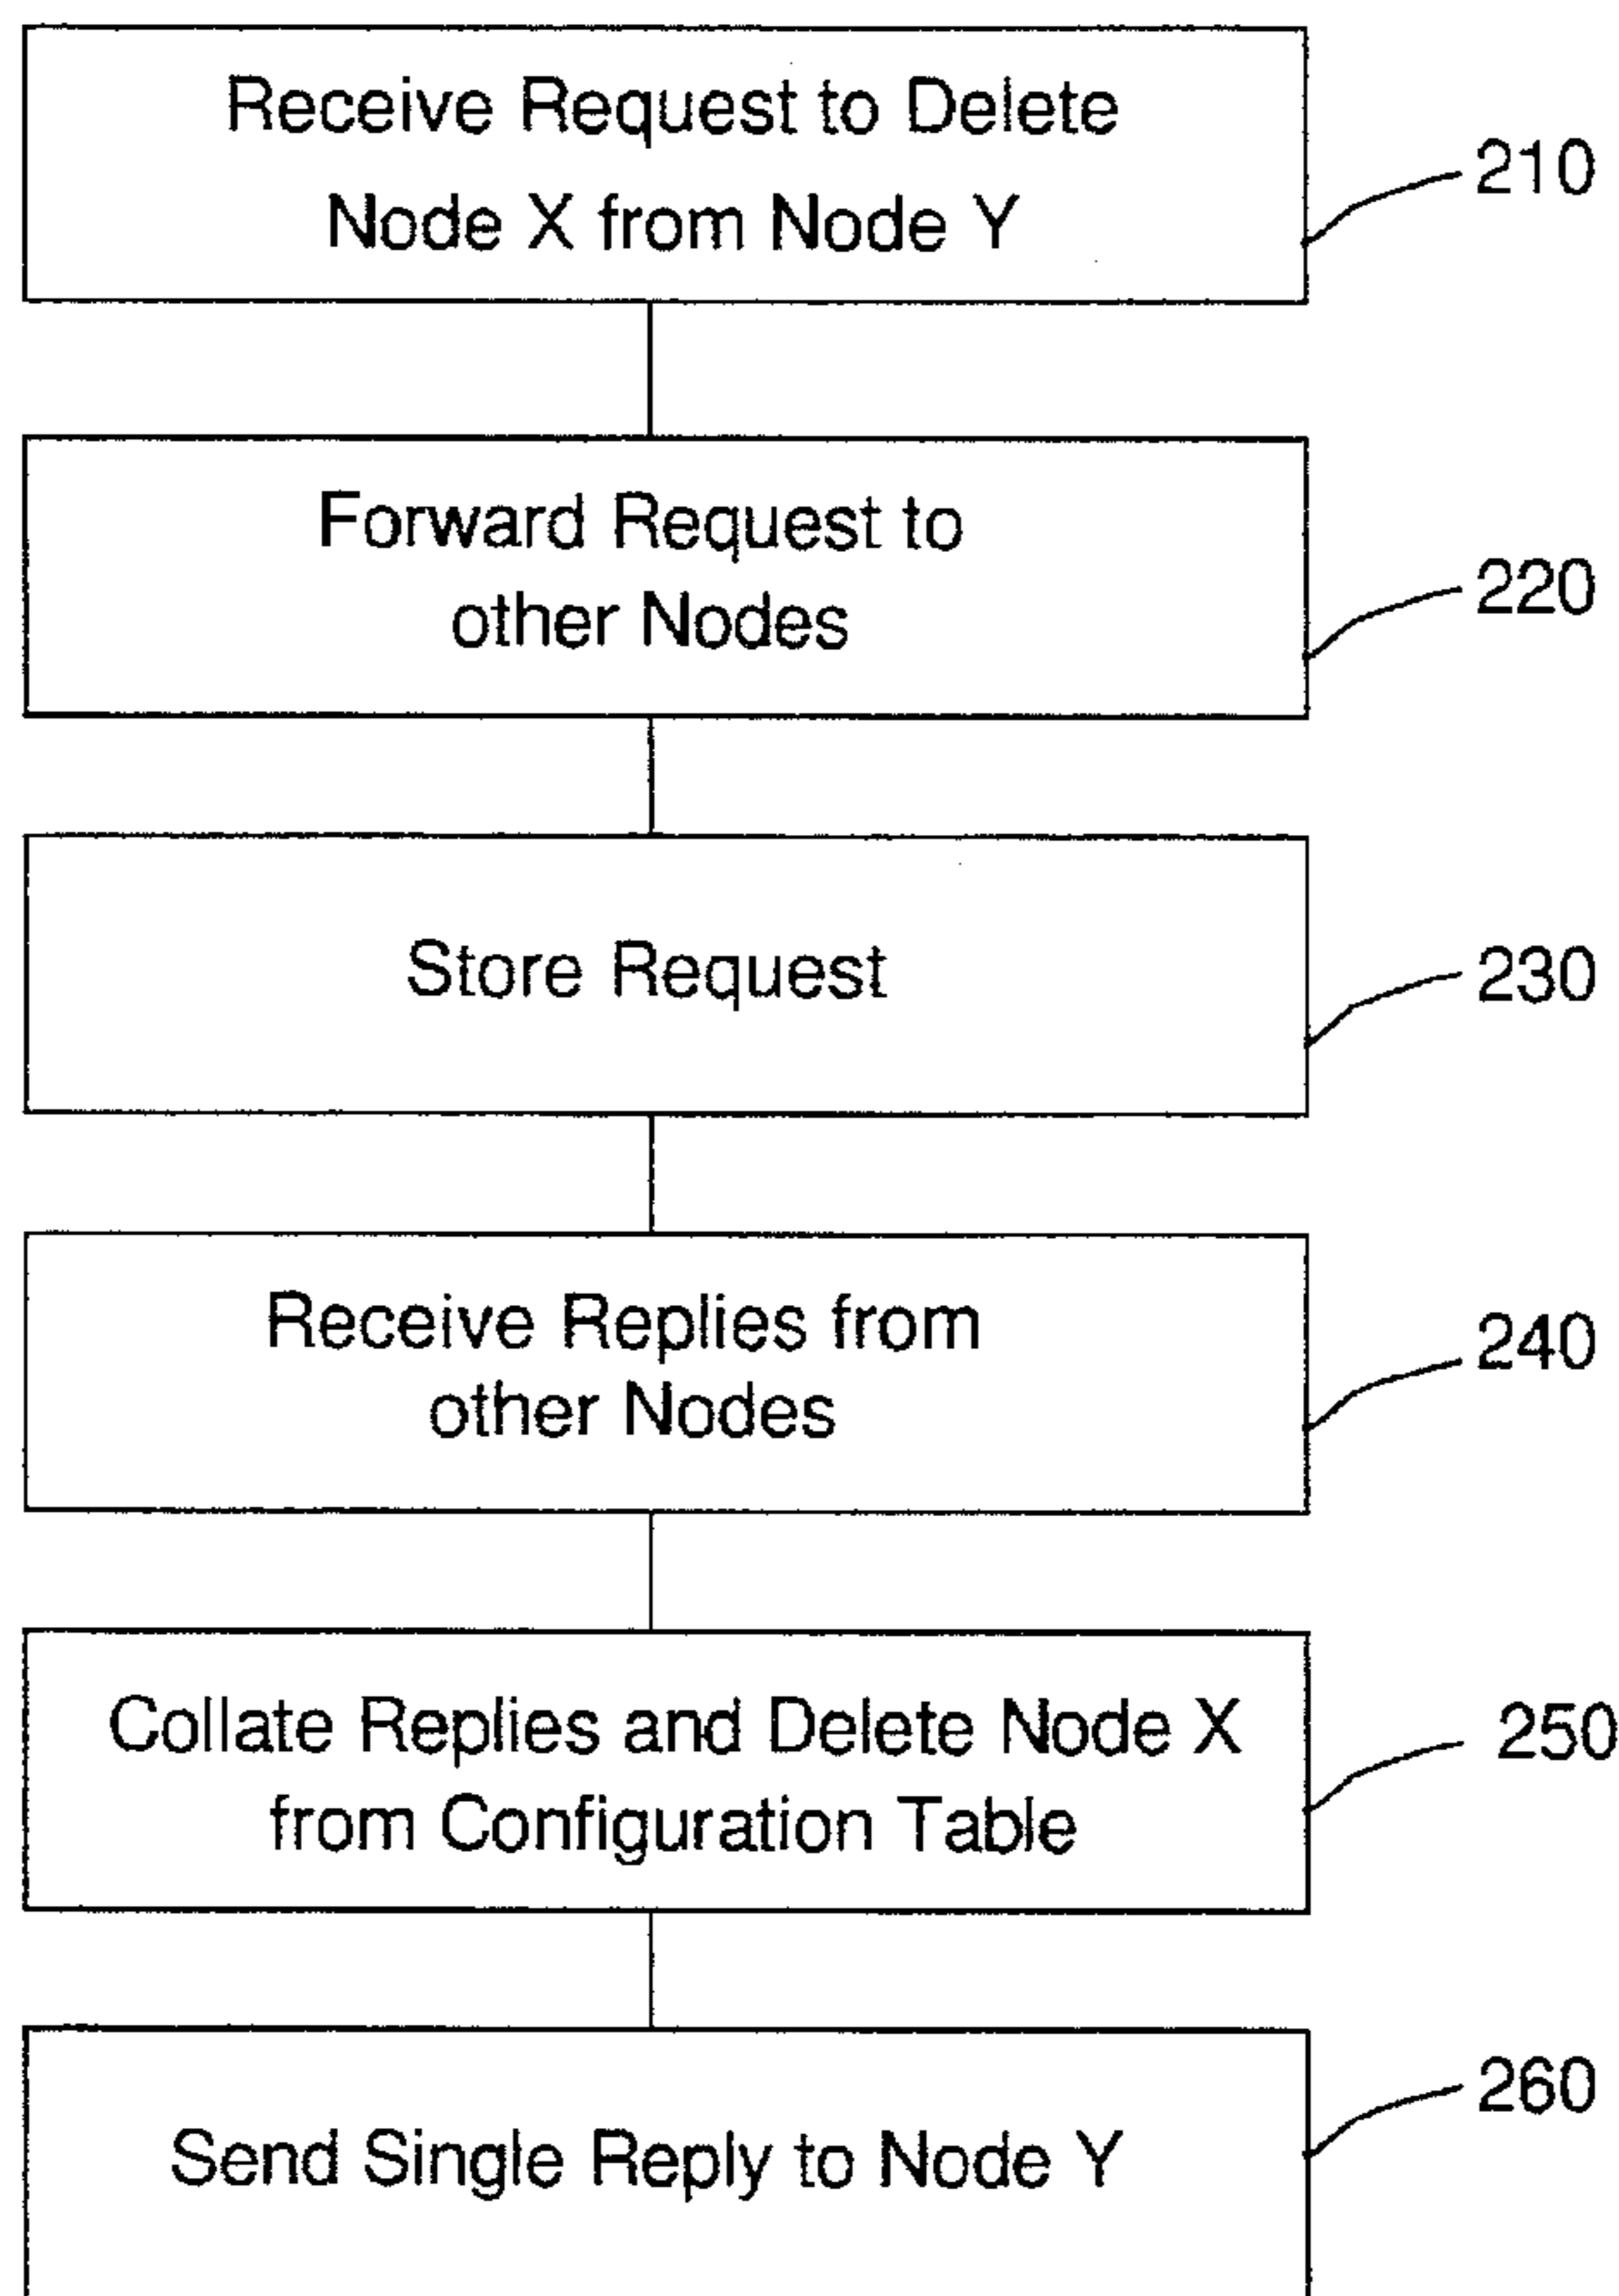 Receive Request to Delete
Node X from Node Y
210
Forward Request to
other Nodes
220
Store Request
230
Receive Replies from
other Nodes
240
Collate Replies and Delete Node X
from Configuration Table
250
Send Single Reply to Node Y
260